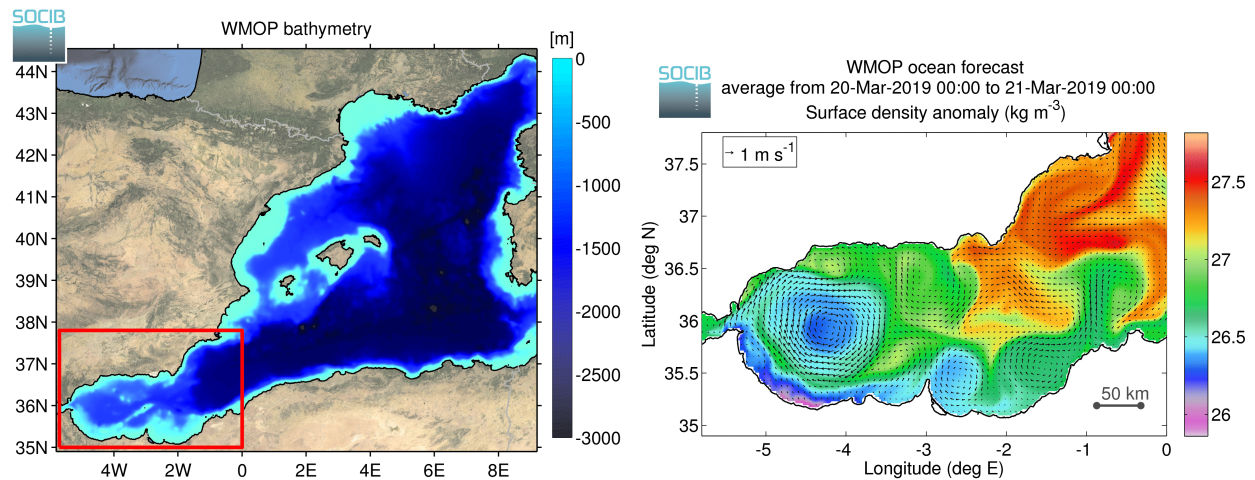 SOCIB
WMOP bathymetry
[m]
44N
43N
42N
41N
40N
39N
38N
37N
36N
35N
4W
2W
0
2E
4E
6E
8E
0
-500
-1000
-1500
-2000
-2500
-3000
SOCIB
WMOP ocean forecast
average from 20-Mar-2019 00:00 to 21-Mar-2019 00:00
Surface density anomaly (kg m-3)
1 m s-1
Latitude (deg N)
37.5
37
36.5
36
35.5
35
50 km
-5
-4
-3
-2
-1
0
Longitude (deg E)
27.5
27
26.5
26